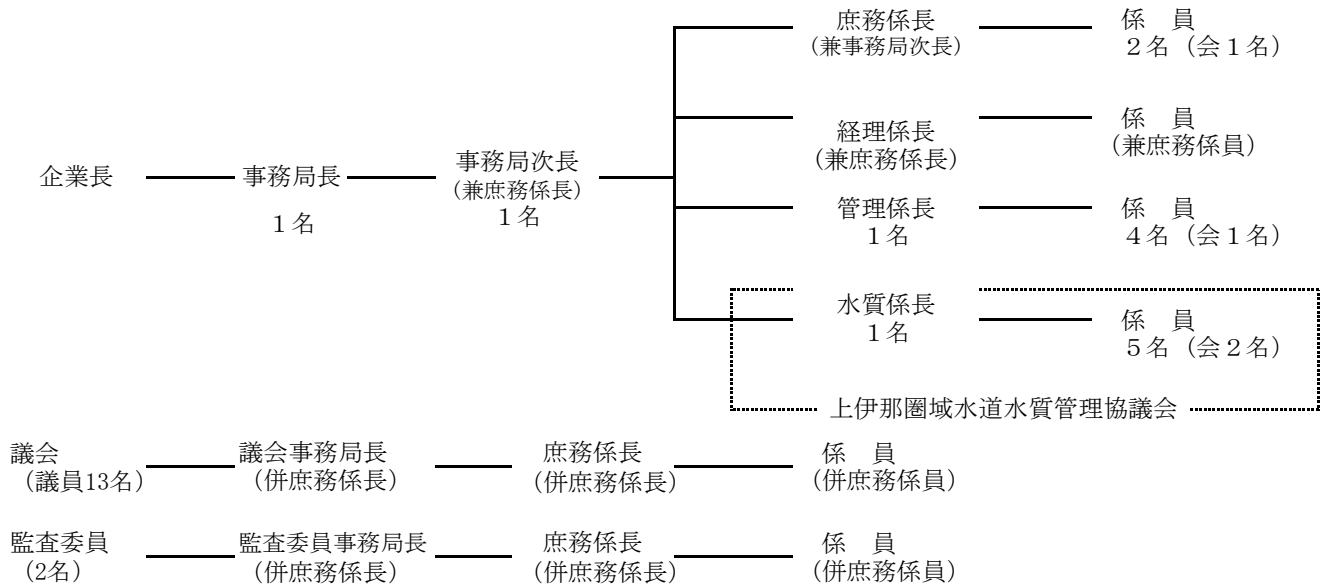 庶務係長
(兼事務局次長)
係　員
２名（会１名）
経理係長
(兼庶務係長)
係　員
(兼庶務係員)
企業長
事務局長
１名
事務局次長
(兼庶務係長)
１名
管理係長
１名
係　員
４名（会１名）
水質係長
１名
係　員
５名（会２名）
上伊那圏域水道水質管理協議会
議会
(議員13名)
議会事務局長
(併庶務係長)
庶務係長
(併庶務係長)
係　員
(併庶務係員)
監査委員
(2名)
監査委員事務局長
(併庶務係長)
庶務係長
(併庶務係長)
係　員
(併庶務係員)